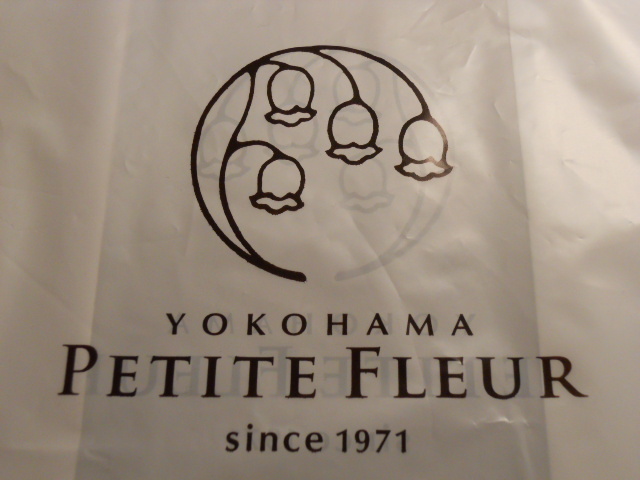 YOKOHAMA
PETITE FLEUR
since 1971